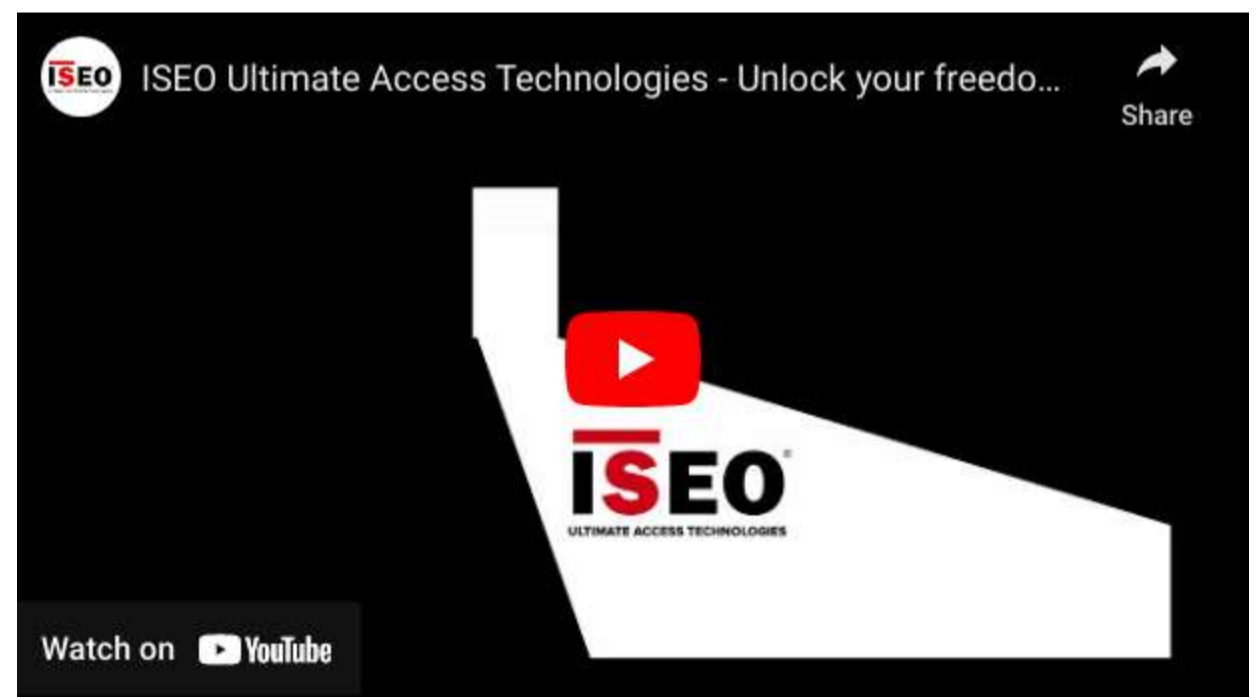 ISEO
ISEO Ultimate Access Technologies - Unlock your freedo...
Share
ISEO®
ULTIMATE ACCESS TECHNOLOGIES
Watch on YouTube